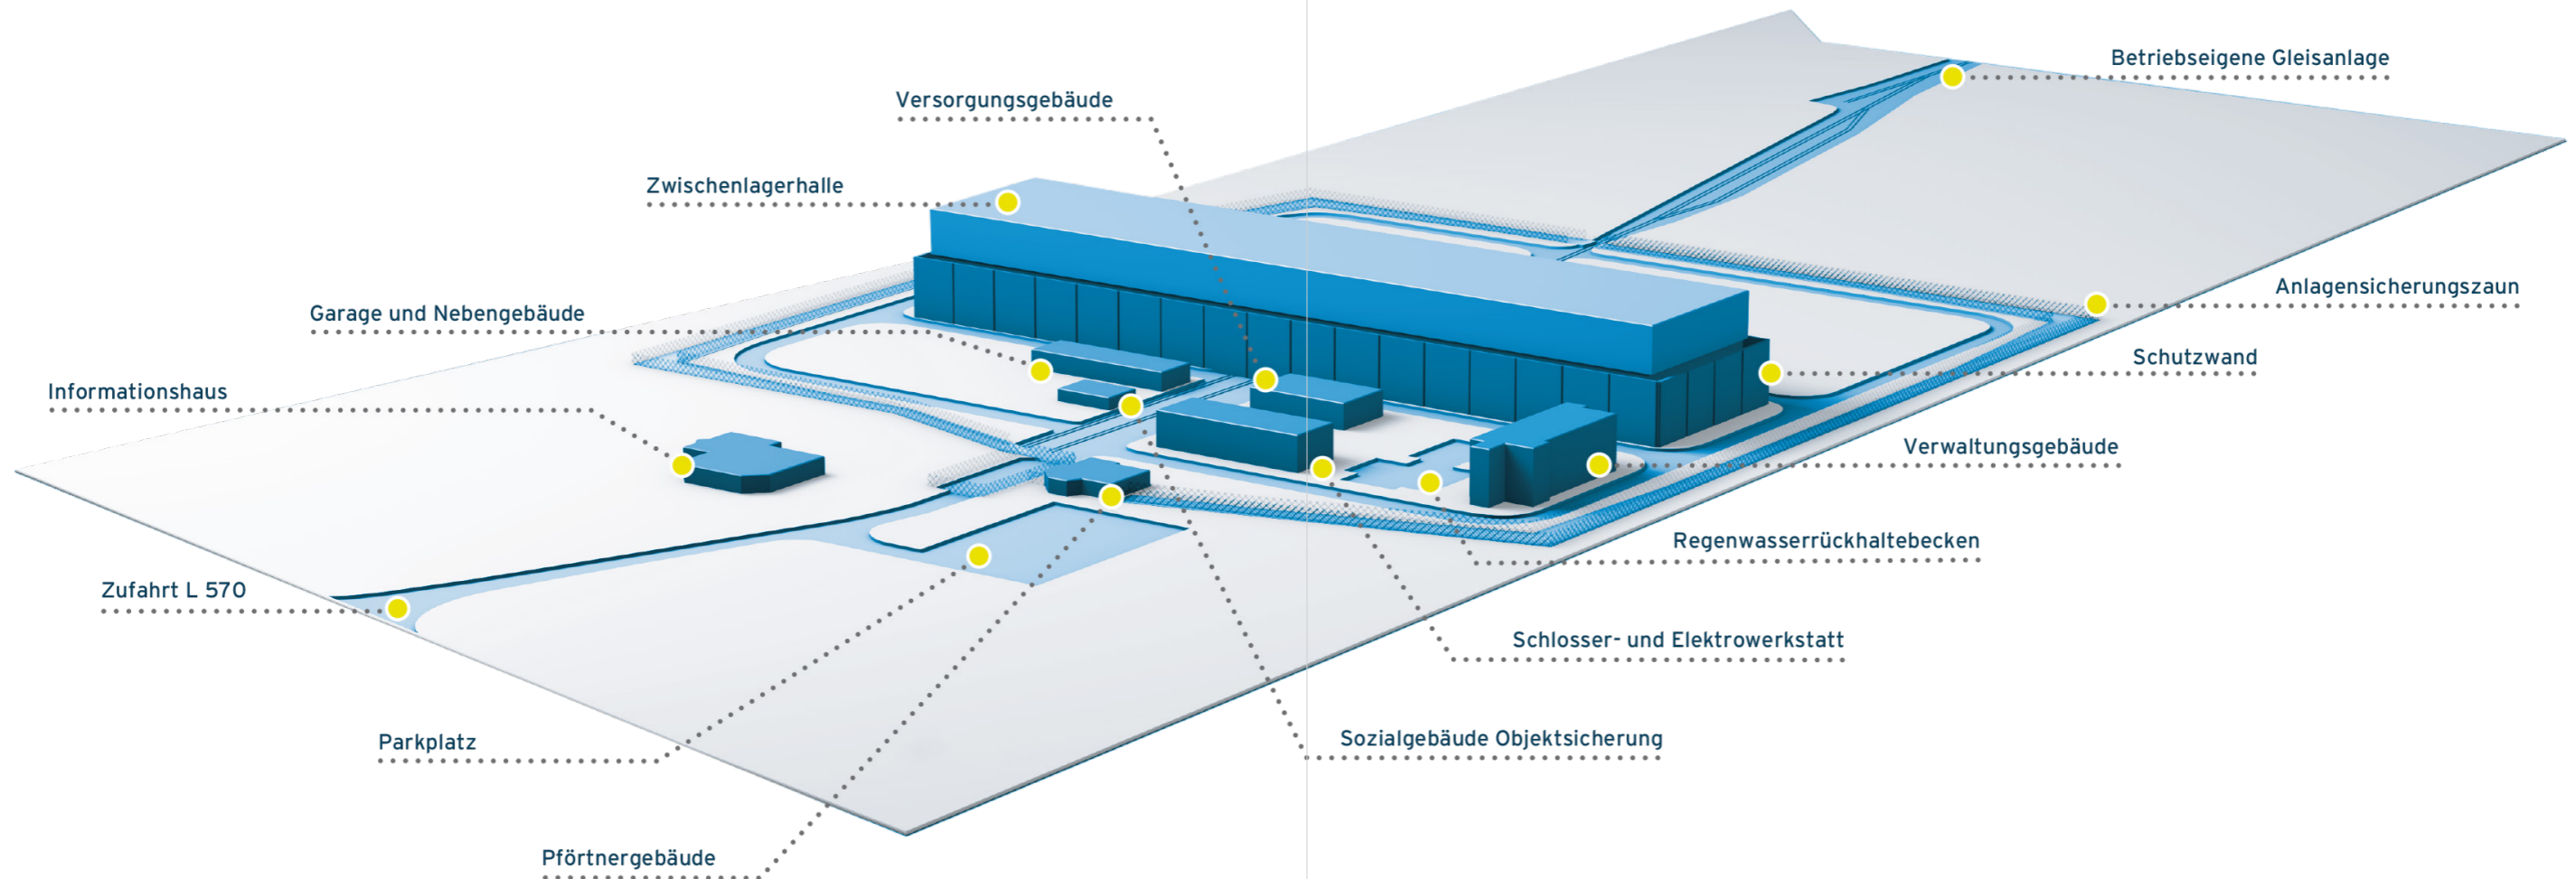 Betriebseigene Gleisanlage
Versorgungsgebäude
Zwischenlagerhalle
Anlagensicherungszaun
Garage und Nebengebäude
Schutzwand
Informationshaus
Verwaltungsgebäude
Regenwasserrückhaltebecken
Zufahrt L 570
Schlosser- und Elektrowerkstatt
Parkplatz
Sozialgebäude Objektsicherung
Pförtnergebäude